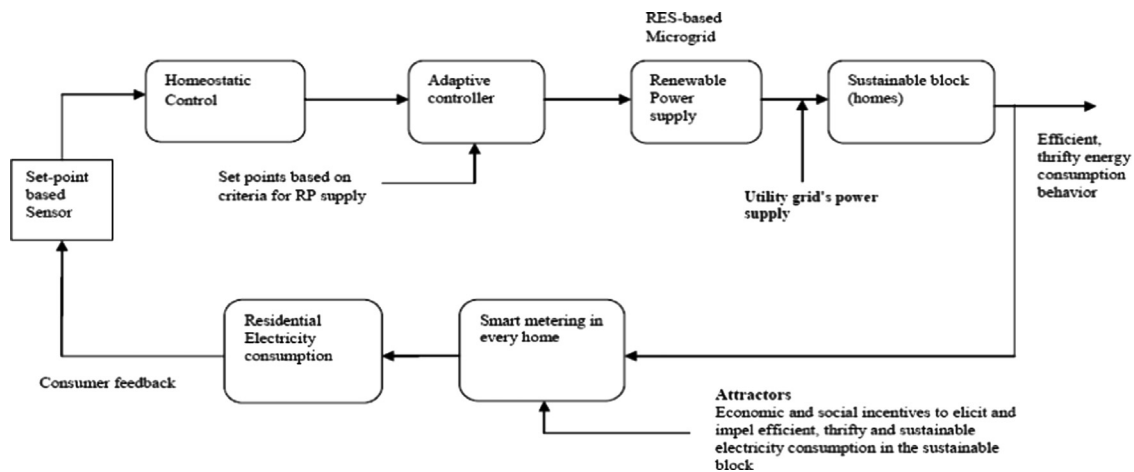 RES-based
Microgrid
Homeostatic
Control
Adaptive
controller
Renewable
Power
supply
Sustainable block
(homes)
Efficient,
thrifty energy
consumption
behavior
Set-point
based
Sensor
Set points based on
criteria for RP supply
Utility grid's power
supply
Residential
Electricity
consumption
Smart metering in
every home
Consumer feedback
Attractors
Economic and social incentives to elicit and
impel efficient, thrifty and sustainable
electricity consumption in the sustainable
block